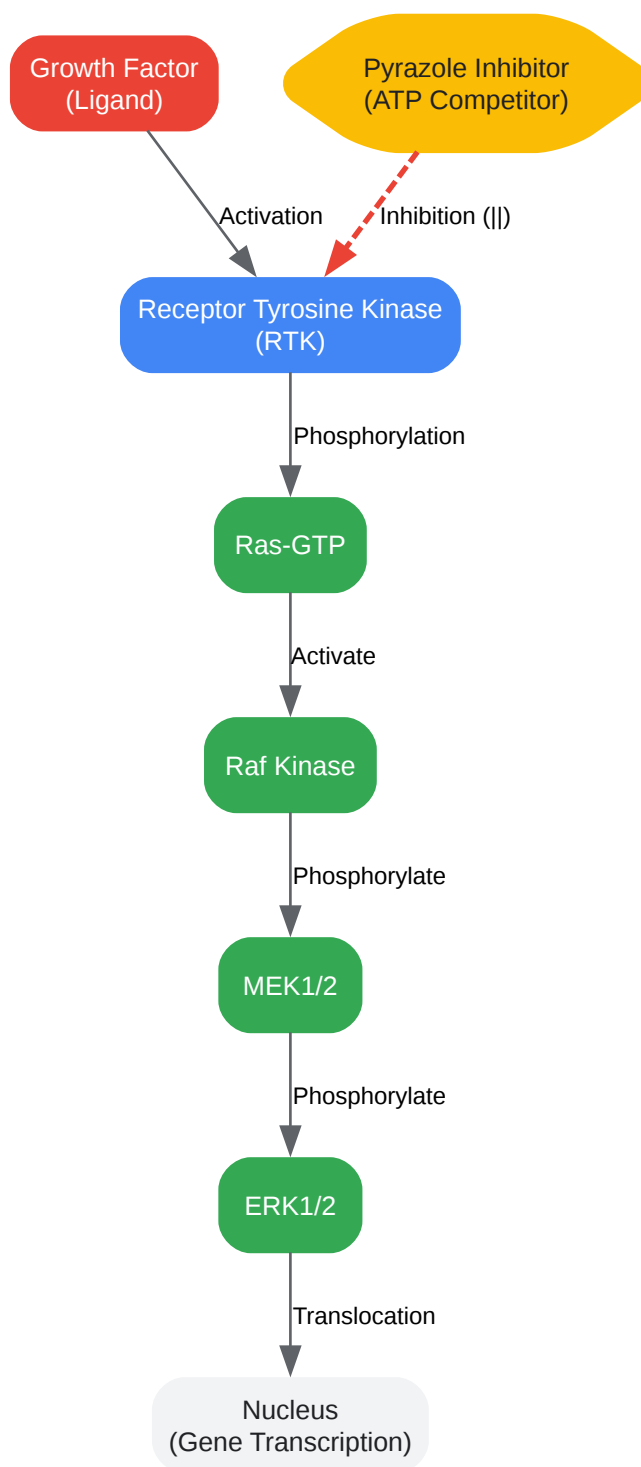 Growth Factor
(Ligand)
Pyrazole Inhibitor
(ATP Competitor)
Activation
Inhibition (||)
Receptor Tyrosine Kinase
(RTK)
Phosphorylation
Ras-GTP
Activate
Raf Kinase
Phosphorylate
MEK1/2
Phosphorylate
ERK1/2
Translocation
Nucleus
(Gene Transcription)